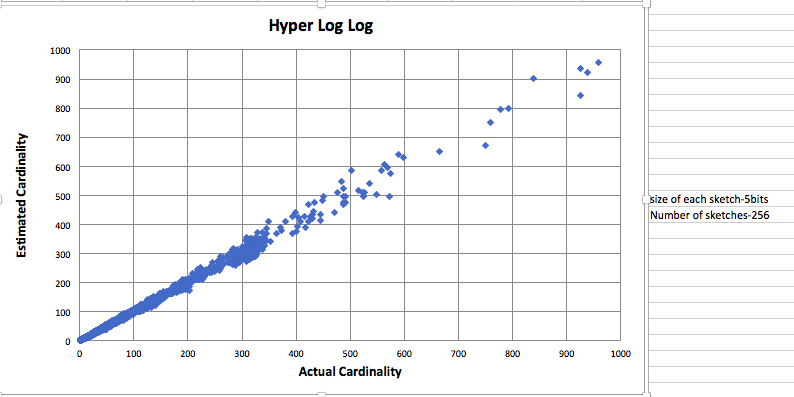 Hyper Log Log
Estimated Cardinality
1000
900
800
700
600
500
400
300
200
100
0
0 100 200 300 400 500 600 700 800 900 1000
Actual Cardinality
size of each sketch-5bits
Number of sketches-256